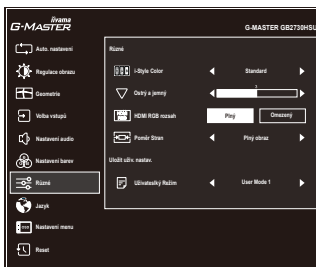 iiyama
G-MASTER
G-MASTER GB2730HSU
Auto. nastavení
Regulace obrazu
Geometrie
Volba vstupů
Nastavení audio
Nastavení barev
Různé
Jazyk
Nastavení menu
Reset
Různé
i-Style Color
Standard
Ostrý a jemný
3
HDMI RGB rozsah
Plný
Omezený
Poměr Stran
Plný obraz
Uložit uživ. nastav.
Uživatelský Režim
User Mode 1